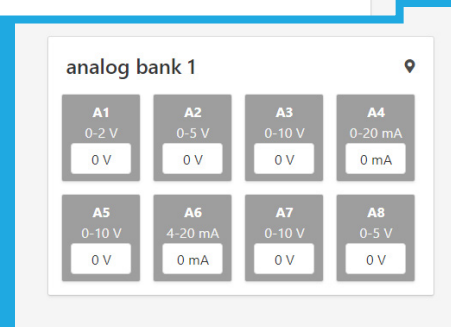 analog bank 1
A1 A2 A3 A4
0-2 V 0-5 V 0-10 V 0-20 mA
0 V 0 V 0 V 0 mA
A5 A6 A7 A8
0-10 V 4-20 mA 0-10 V 0-5 V
0 V 0 mA 0 V 0 V